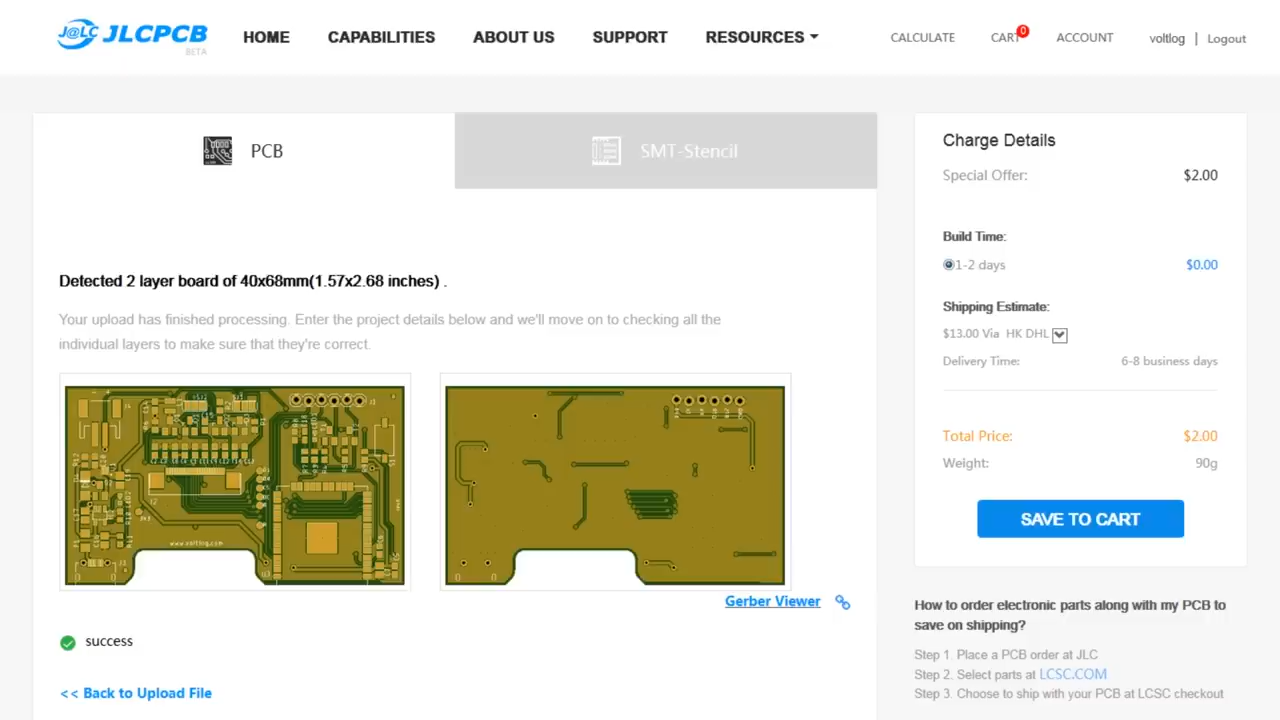 J@LC JLCPCB
BETA
HOME
CAPABILITIES
ABOUT US
SUPPORT
RESOURCES
CALCULATE
CART
0
ACCOUNT
voltlog | Logout
PCB
SMT-Stencil
Detected 2 layer board of 40x68mm(1.57x2.68 inches) .
Your upload has finished processing. Enter the project details below and we'll move on to checking all the
individual layers to make sure that they're correct.
www.voltlog.com
Gerber Viewer
success
<< Back to Upload File
Charge Details
Special Offer: $2.00
Build Time:
1-2 days $0.00
Shipping Estimate:
$13.00 Via HK DHL
Delivery Time: 6-8 business days
Total Price: $2.00
Weight: 90g
SAVE TO CART
How to order electronic parts along with my PCB to
save on shipping?
Step 1. Place a PCB order at JLC
Step 2. Select parts at LCSC.COM
Step 3. Choose to ship with your PCB at LCSC checkout